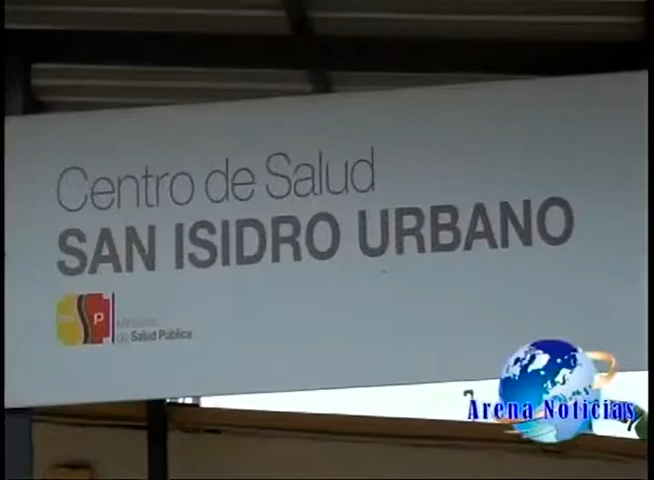 Centro de Salud
SAN ISIDRO URBANO
Ministerio
de Salud Pública
Arena Noticias